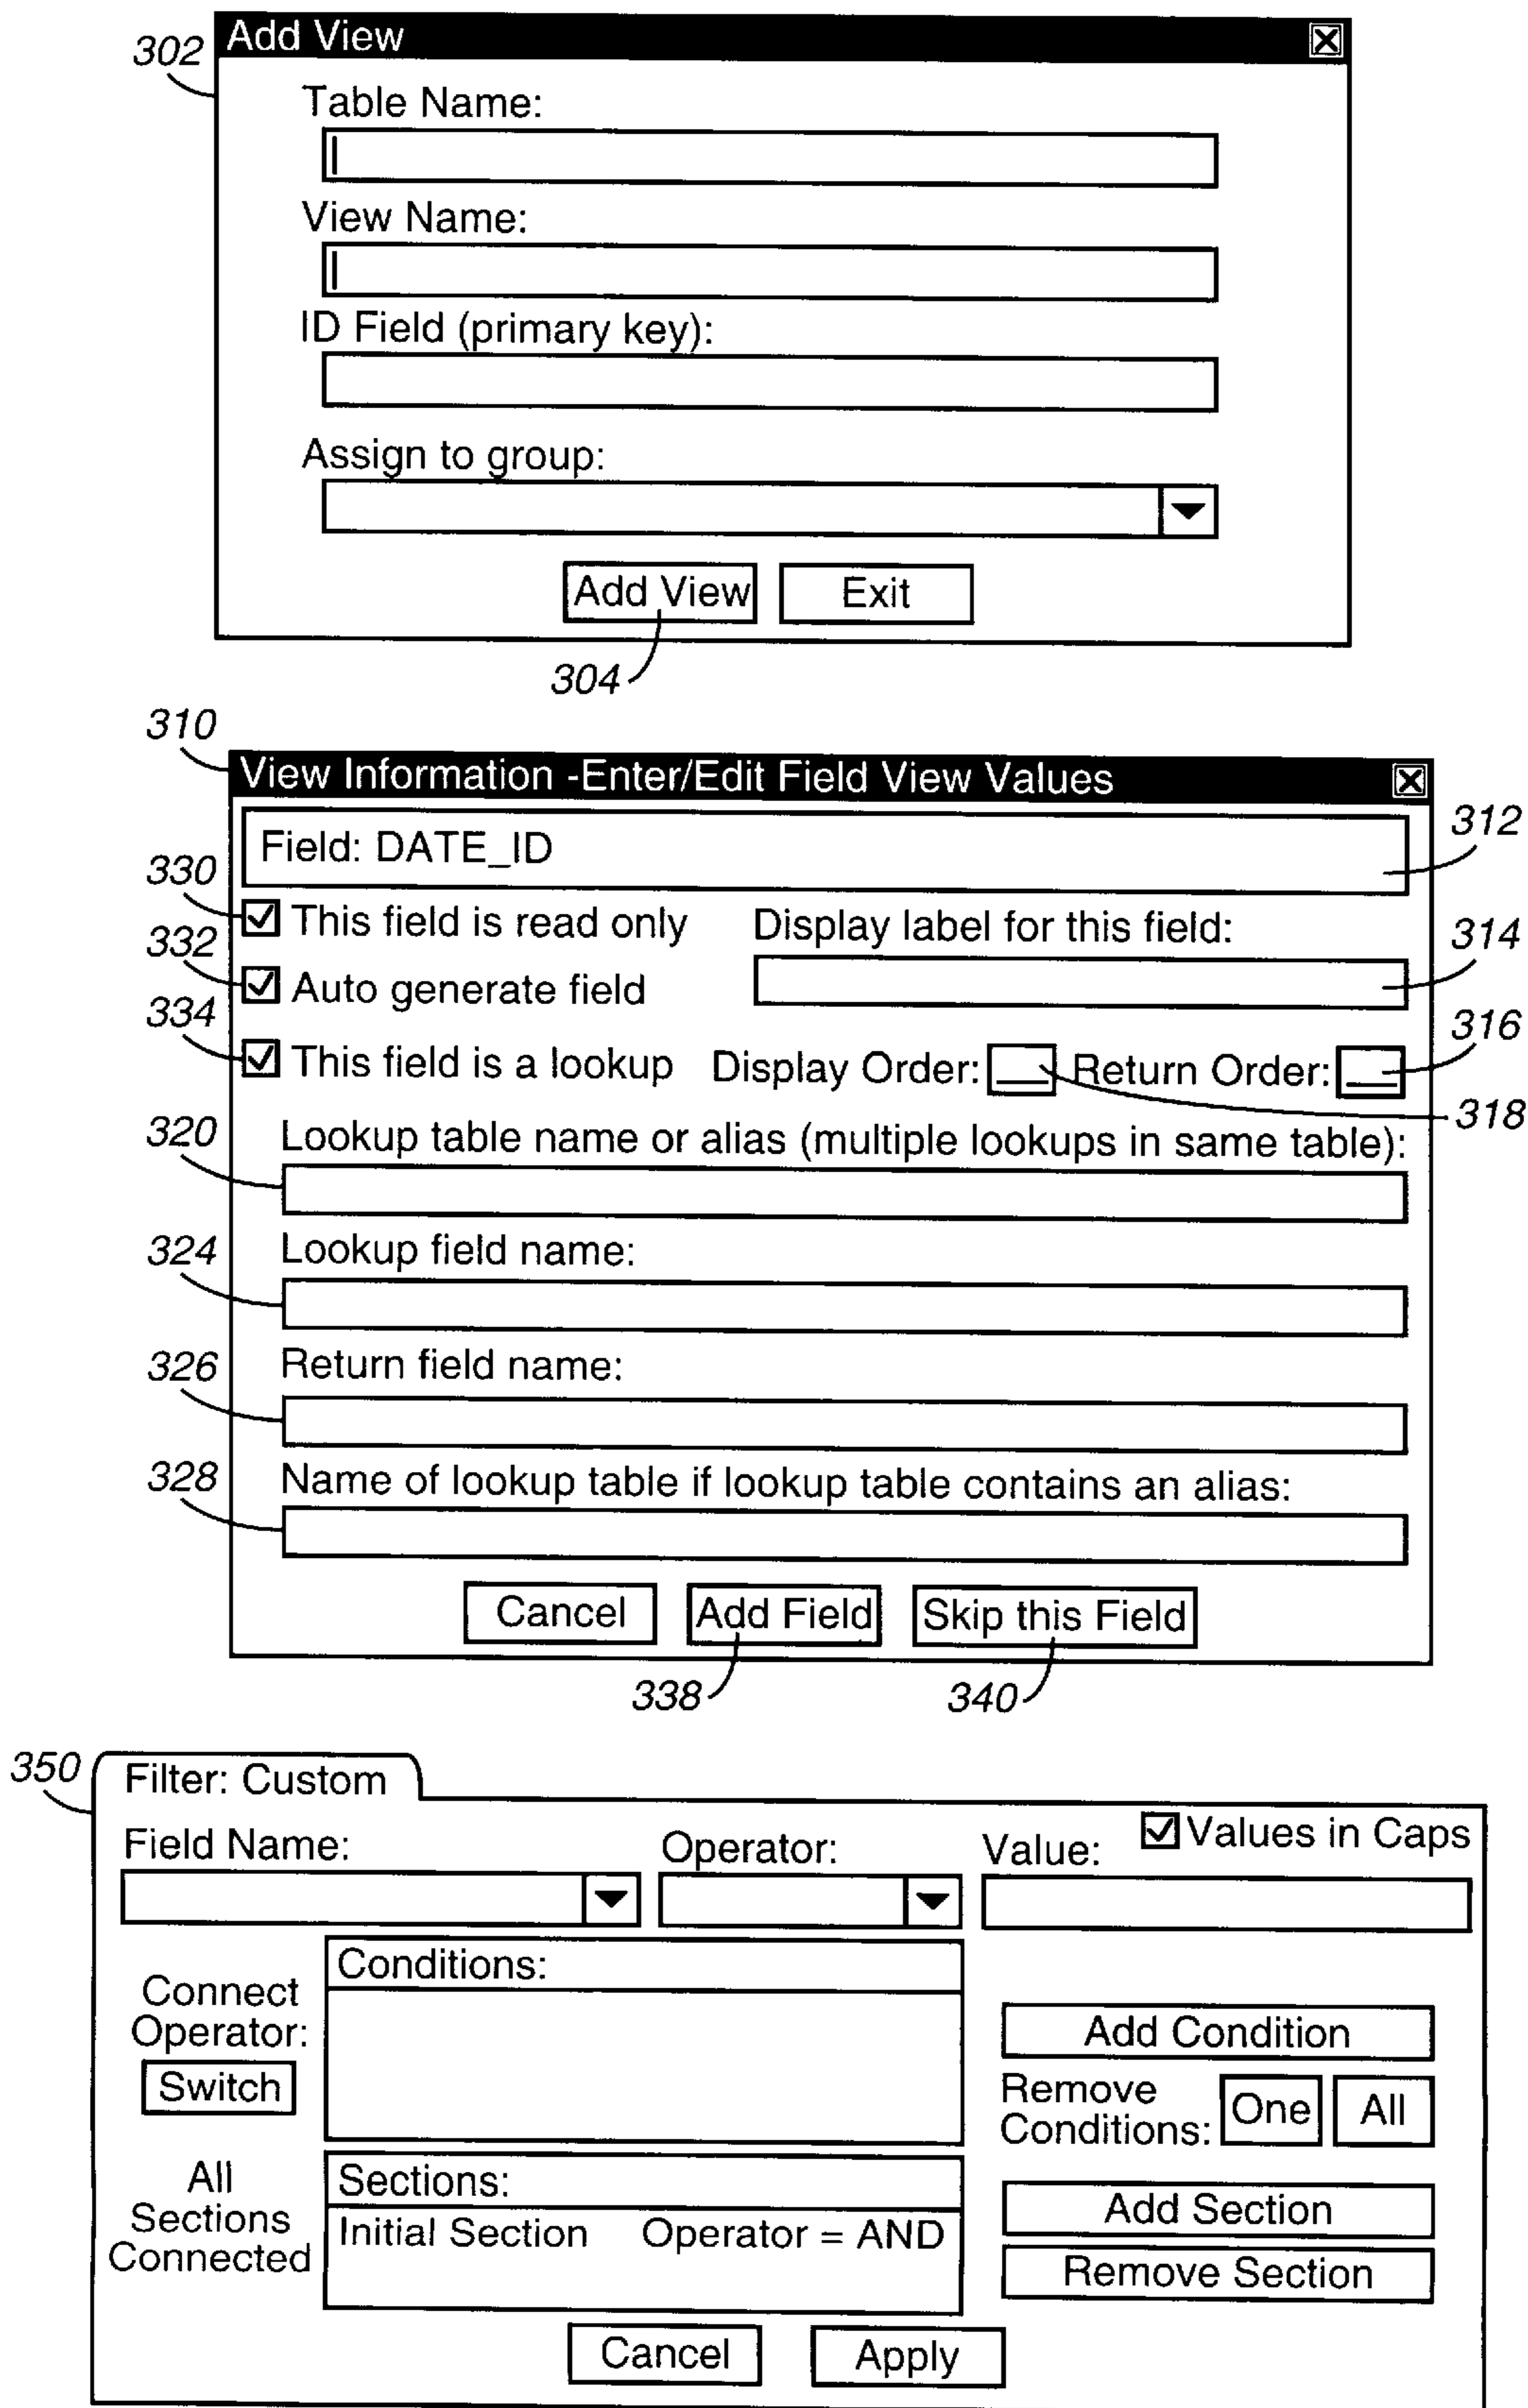 302
Add View
Table Name:
View Name:
ID Field (primary key):
Assign to group:
Add View
Exit
304
310
View Information -Enter/Edit Field View Values
312
Field: DATE_ID
330
This field is read only
Display label for this field:
314
332
Auto generate field
334
316
This field is a lookup
Display Order:
Return Order:
318
320
Lookup table name or alias (multiple lookups in same table):
324
Lookup field name:
326
Return field name:
328
Name of lookup table if lookup table contains an alias:
Cancel
Add Field
Skip this Field
338
340
350
Filter: Custom
Field Name:
Operator:
Value:
Values in Caps
Conditions:
Connect
Operator:
Switch
Add Condition
Remove
Conditions:
One
All
All
Sections
Connected
Sections:
Initial Section Operator = AND
Add Section
Remove Section
Cancel
Apply